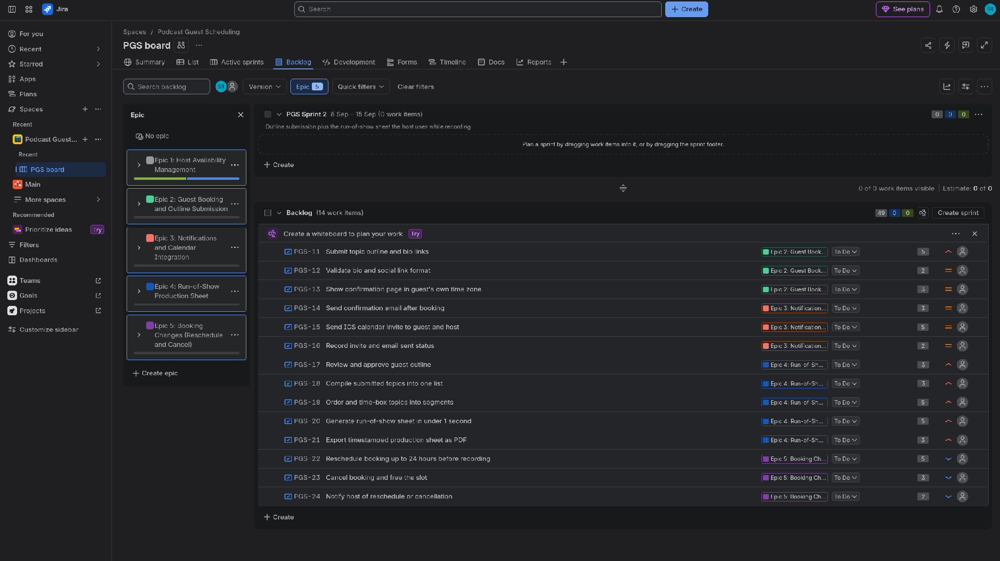 Jira
Search
Create
See plans
SR
For you
Recent
Starred
Apps
Plans
Spaces
Recent
Podcast Guest...
Recent
PGS board
Main
More spaces
Recommended
Prioritize ideas Try
Filters
Dashboards
Teams
Goals
Projects
Customize sidebar
Spaces / Podcast Guest Scheduling
PGS board
Summary List Active sprints Backlog Development Forms Timeline Docs Reports
Search backlog SR Version Epic 5 Quick filters Clear filters
Epic
No epic
Epic 1: Host Availability
Management
Epic 2: Guest Booking
and Outline Submission
Epic 3: Notifications
and Calendar
Integration
Epic 4: Run-of-Show
Production Sheet
Epic 5: Booking
Changes (Reschedule
and Cancel)
Create epic
PGS Sprint 2 8 Sep – 15 Sep (0 work items) 0 0 0
Outline submission plus the run-of-show sheet the host uses while recording
Plan a sprint by dragging work items into it, or by dragging the sprint footer.
Create
0 of 0 work items visible Estimate: 0 of 0
Backlog (14 work items) 49 0 0 Create sprint
Create a whiteboard to plan your work Try
PGS-11 Submit topic outline and bio links Epic 2: Guest Book... To Do 5
PGS-12 Validate bio and social link format Epic 2: Guest Book... To Do 2
PGS-13 Show confirmation page in guest's own time zone Epic 2: Guest Book... To Do 3
PGS-14 Send confirmation email after booking Epic 3: Notification... To Do 3
PGS-15 Send ICS calendar invite to guest and host Epic 3: Notification... To Do 5
PGS-16 Record invite and email sent status Epic 3: Notification... To Do 2
PGS-17 Review and approve guest outline Epic 4: Run-of-Sh... To Do 3
PGS-18 Compile submitted topics into one list Epic 4: Run-of-Sh... To Do 3
PGS-19 Order and time-box topics into segments Epic 4: Run-of-Sh... To Do 5
PGS-20 Generate run-of-show sheet in under 1 second Epic 4: Run-of-Sh... To Do 5
PGS-21 Export timestamped production sheet as PDF Epic 4: Run-of-Sh... To Do 3
PGS-22 Reschedule booking up to 24 hours before recording Epic 5: Booking Ch... To Do 5
PGS-23 Cancel booking and free the slot Epic 5: Booking Ch... To Do 3
PGS-24 Notify host of reschedule or cancellation Epic 5: Booking Ch... To Do 2
Create